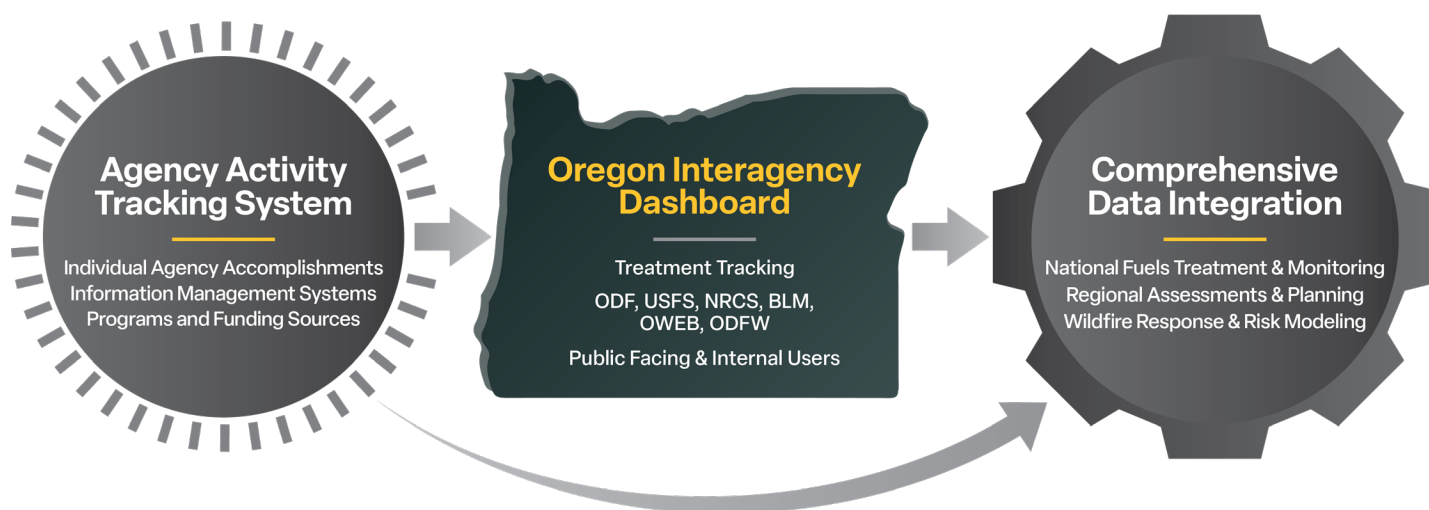 Agency Activity
Tracking System
Individual Agency Accomplishments
Information Management Systems
Programs and Funding Sources
Oregon Interagency
Dashboard
Treatment Tracking
ODF, USFS, NRCS, BLM,
OWEB, ODFW
Public Facing & Internal Users
Comprehensive
Data Integration
National Fuels Treatment & Monitoring
Regional Assessments & Planning
Wildfire Response & Risk Modeling